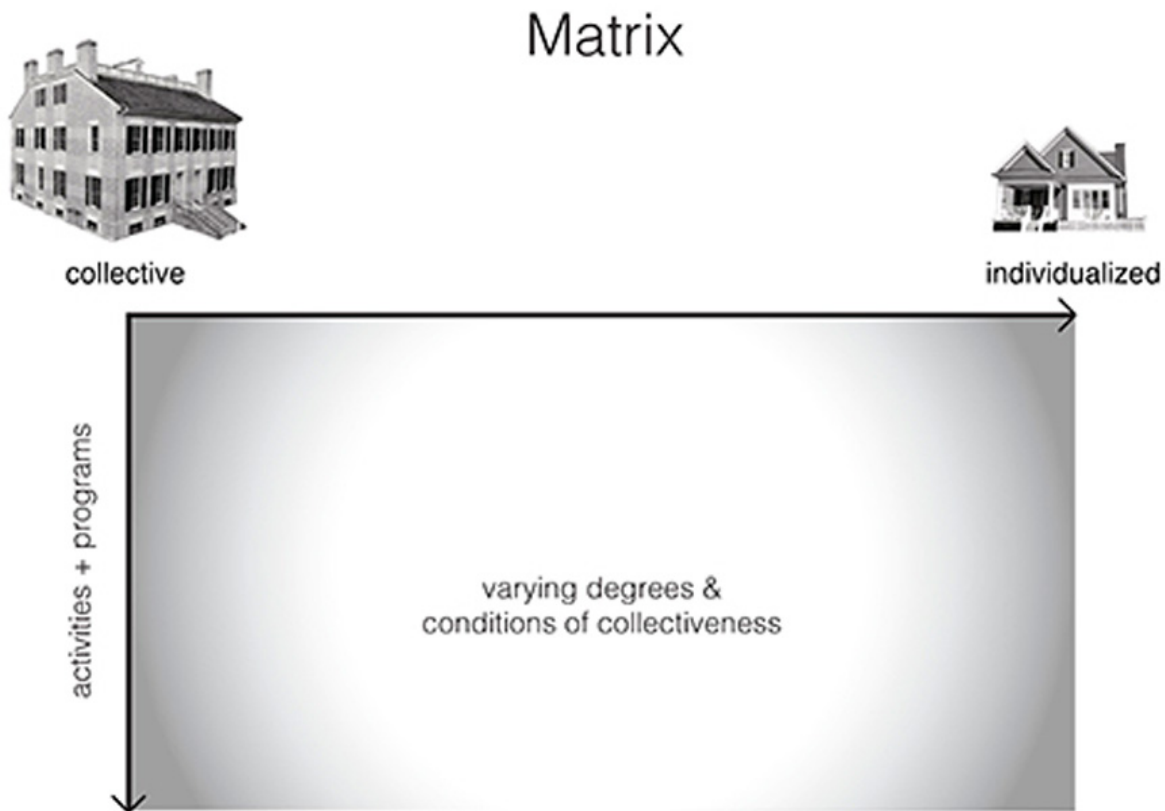 Matrix
collective
individualized
activities + programs
varying degrees &
conditions of collectiveness